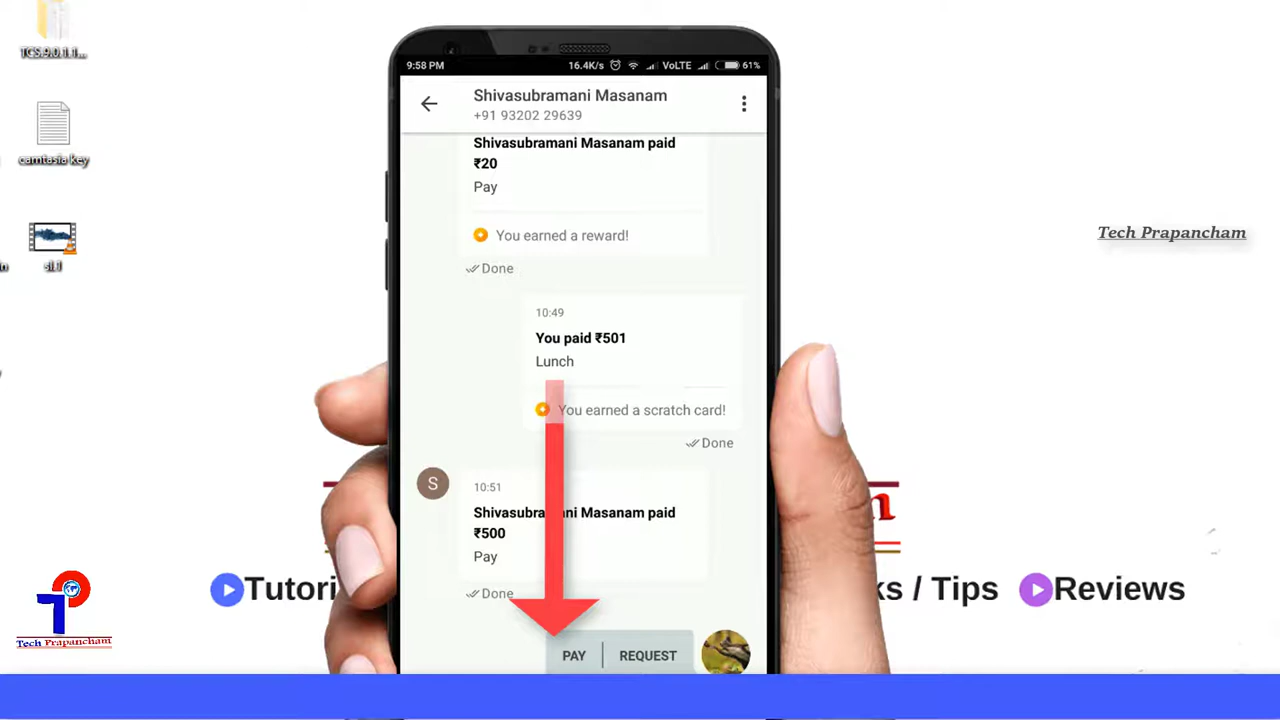 TCS.9.0.1.1...
camtasia key
sl.1
9:58 PM
16.4K/s VoLTE 61%
Shivasubramani Masanam
+91 93202 29639
Shivasubramani Masanam paid
₹20
Pay
You earned a reward!
Done
10:49
You paid ₹501
Lunch
You earned a scratch card!
Done
S
10:51
Shivasubramani Masanam paid
₹500
Pay
Done
PAY
REQUEST
Tech Prapancham
Tutori
ks / Tips
Reviews
Tech Prapancham